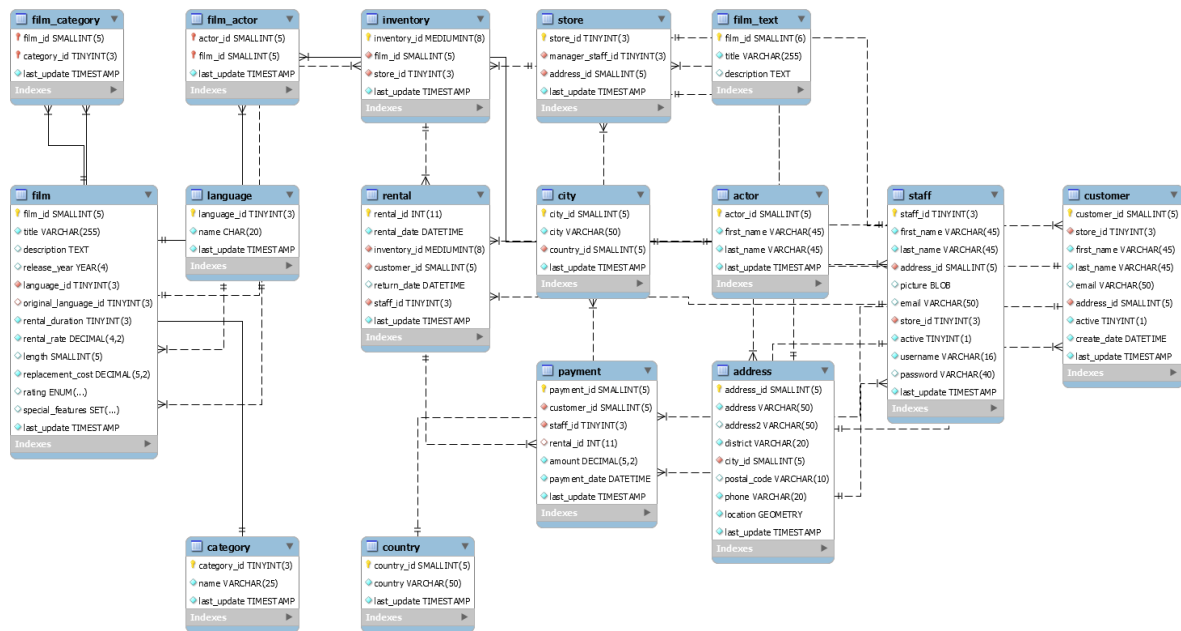 film_category
film_id SMALLINT(5)
category_id TINYINT(3)
last_update TIMESTAMP
Indexes
film_actor
actor_id SMALLINT(5)
film_id SMALLINT(5)
last_update TIMESTAMP
Indexes
inventory
inventory_id MEDIUMINT(8)
film_id SMALLINT(5)
store_id TINYINT(3)
last_update TIMESTAMP
Indexes
store
store_id TINYINT(3)
manager_staff_id TINYINT(3)
address_id SMALLINT(5)
last_update TIMESTAMP
Indexes
film_text
film_id SMALLINT(6)
title VARCHAR(255)
description TEXT
Indexes
film
film_id SMALLINT(5)
title VARCHAR(255)
description TEXT
release_year YEAR(4)
language_id TINYINT(3)
original_language_id TINYINT(3)
rental_duration TINYINT(3)
rental_rate DECIMAL(4,2)
length SMALLINT(5)
replacement_cost DECIMAL(5,2)
rating ENUM(...)
special_features SET(...)
last_update TIMESTAMP
Indexes
language
language_id TINYINT(3)
name CHAR(20)
last_update TIMESTAMP
Indexes
rental
rental_id INT(11)
rental_date DATETIME
inventory_id MEDIUMINT(8)
customer_id SMALLINT(5)
return_date DATETIME
staff_id TINYINT(3)
last_update TIMESTAMP
Indexes
city
city_id SMALLINT(5)
city VARCHAR(50)
country_id SMALLINT(5)
last_update TIMESTAMP
Indexes
actor
actor_id SMALLINT(5)
first_name VARCHAR(45)
last_name VARCHAR(45)
last_update TIMESTAMP
Indexes
staff
staff_id TINYINT(3)
first_name VARCHAR(45)
last_name VARCHAR(45)
address_id SMALLINT(5)
picture BLOB
email VARCHAR(50)
store_id TINYINT(3)
active TINYINT(1)
username VARCHAR(16)
password VARCHAR(40)
last_update TIMESTAMP
Indexes
customer
customer_id SMALLINT(5)
store_id TINYINT(3)
first_name VARCHAR(45)
last_name VARCHAR(45)
email VARCHAR(50)
address_id SMALLINT(5)
active TINYINT(1)
create_date DATETIME
last_update TIMESTAMP
Indexes
payment
payment_id SMALLINT(5)
customer_id SMALLINT(5)
staff_id TINYINT(3)
rental_id INT(11)
amount DECIMAL(5,2)
payment_date DATETIME
last_update TIMESTAMP
Indexes
address
address_id SMALLINT(5)
address VARCHAR(50)
address2 VARCHAR(50)
district VARCHAR(20)
city_id SMALLINT(5)
postal_code VARCHAR(10)
phone VARCHAR(20)
location GEOMETRY
last_update TIMESTAMP
Indexes
category
category_id TINYINT(3)
name VARCHAR(25)
last_update TIMESTAMP
Indexes
country
country_id SMALLINT(5)
country VARCHAR(50)
last_update TIMESTAMP
Indexes